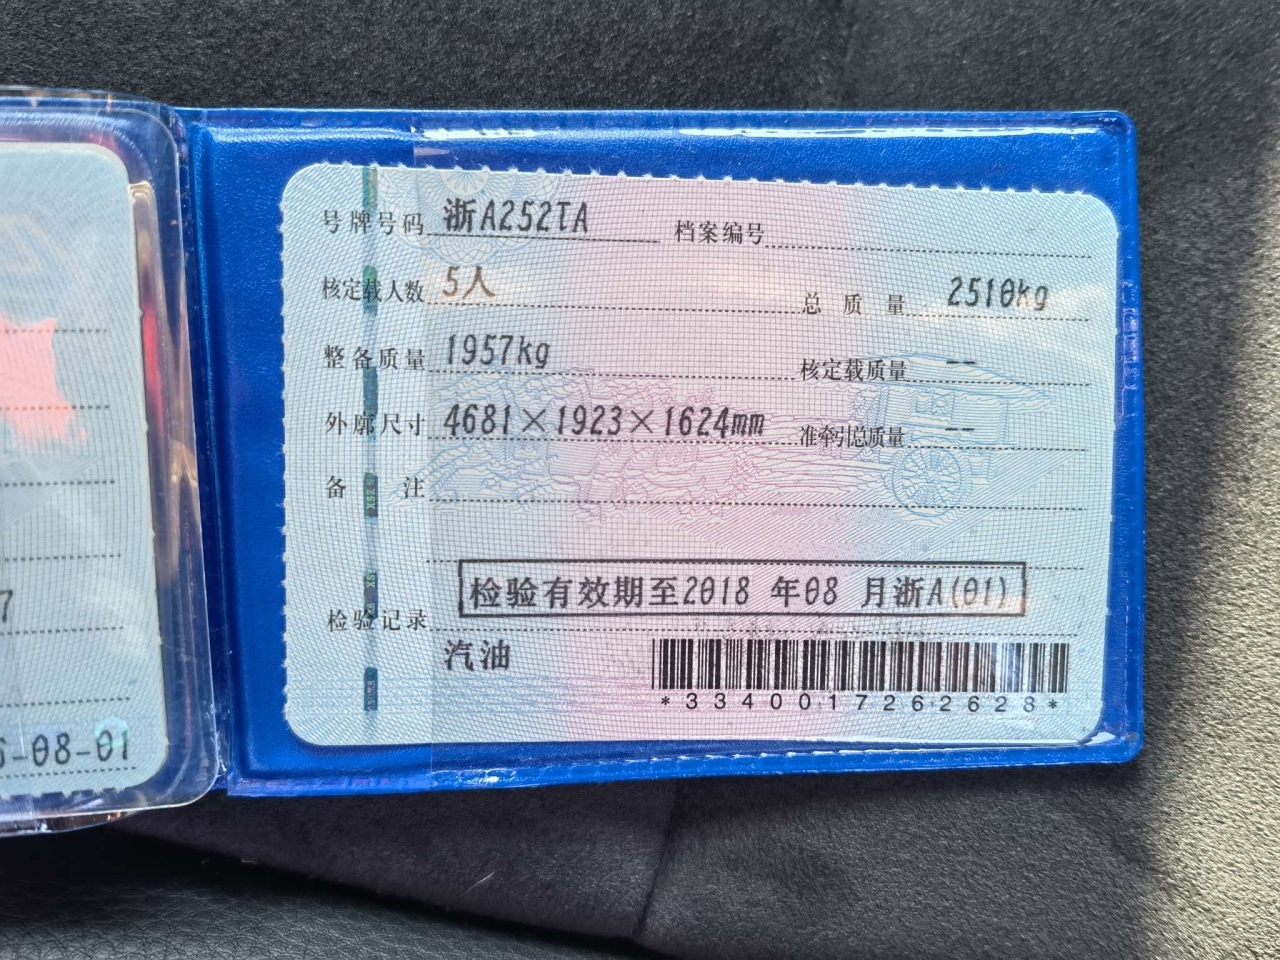 号牌号码 浙A252TA 档案编号
核定载人数 5人 总质量 2510kg
整备质量 1957kg 核定载质量 --
外廓尺寸 4681×1923×1624mm 准牵引总质量 --
备注
检验记录 检验有效期至2018 年08 月浙A(01)
汽油
*3340017262628*
7
6-08-01